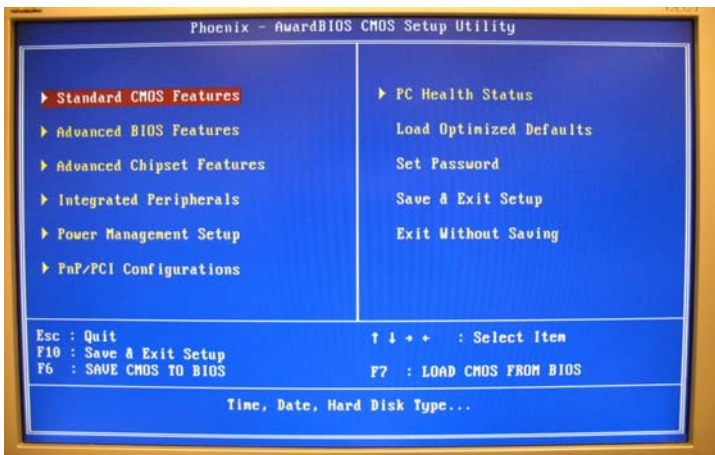 Phoenix - AwardBIOS CMOS Setup Utility
Standard CMOS Features
Advanced BIOS Features
Advanced Chipset Features
Integrated Peripherals
Power Management Setup
PnP/PCI Configurations
PC Health Status
Load Optimized Defaults
Set Password
Save & Exit Setup
Exit Without Saving
Esc : Quit
F10 : Save & Exit Setup
F6 : SAVE CMOS TO BIOS
↑ ↓ → ← : Select Item
F7 : LOAD CMOS FROM BIOS
Time, Date, Hard Disk Type...